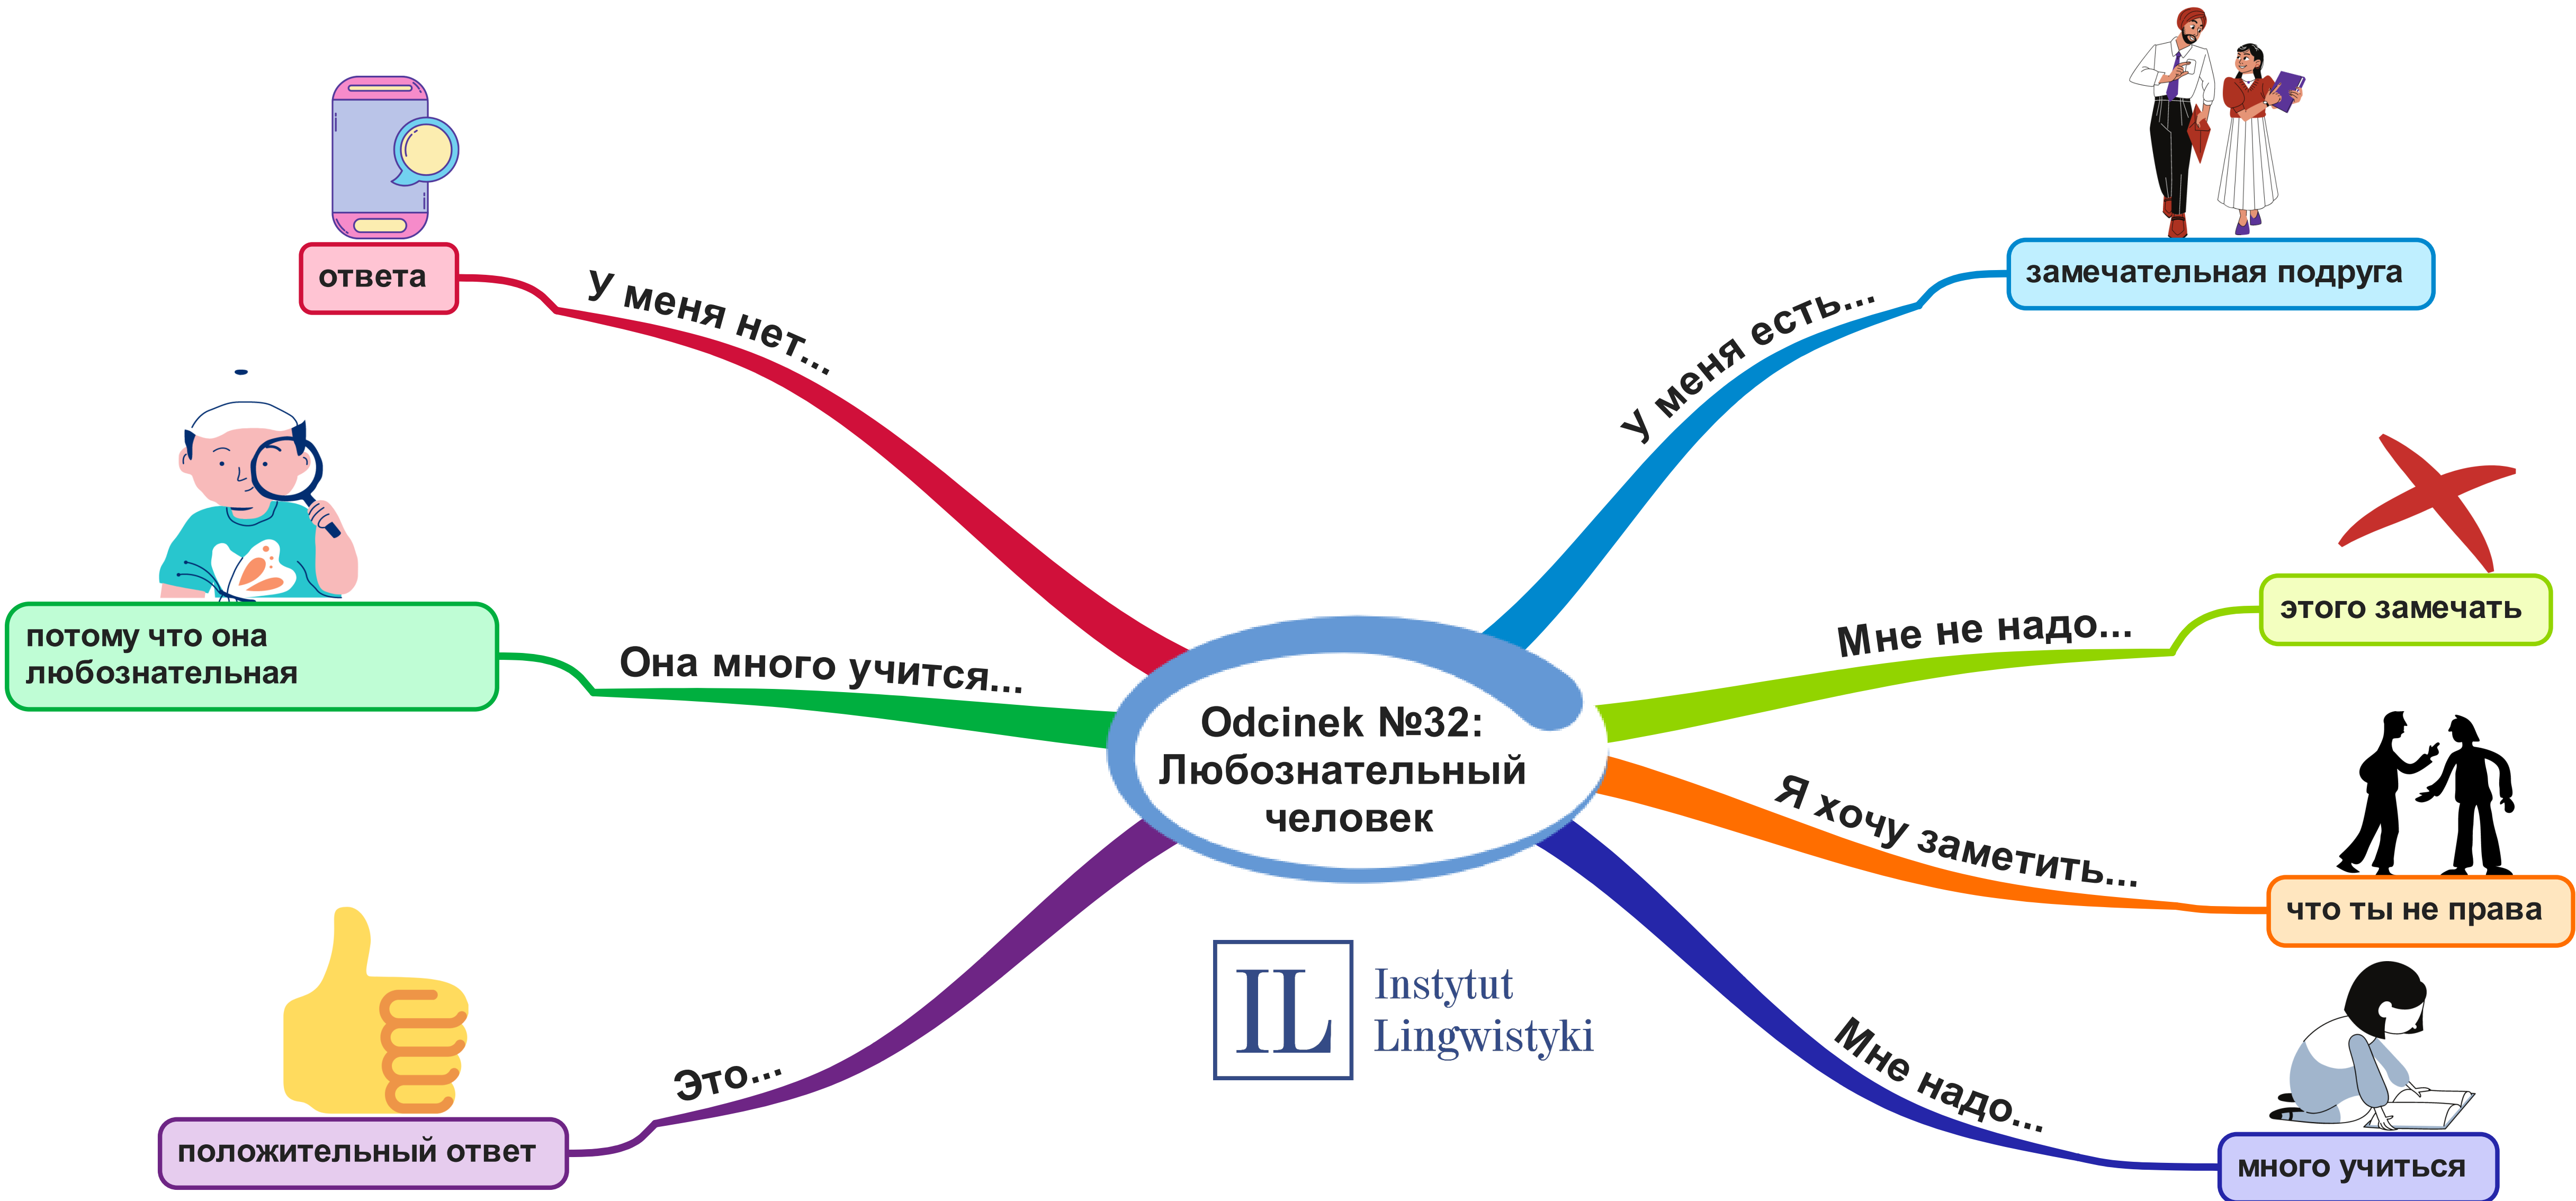 Odcinek №32:
Любознательный
человек
У меня есть...
замечательная подруга
Мне не надо...
этого замечать
Я хочу заметить...
что ты не права
Мне надо...
много учиться
У меня нет...
ответа
Она много учится...
потому что она
любознательная
Это...
положительный ответ
IL
Instytut
Lingwistyki